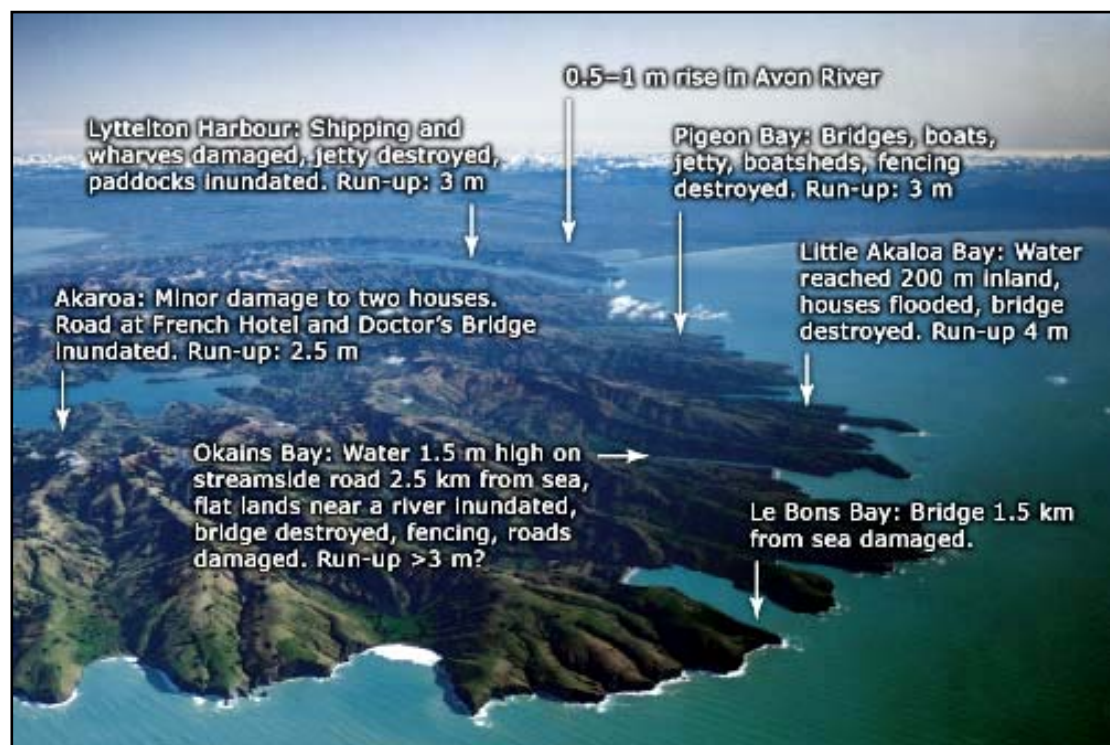 0.5–1 m rise in Avon River
Lyttelton Harbour: Shipping and
wharves damaged, jetty destroyed,
paddocks inundated. Run-up: 3 m
Pigeon Bay: Bridges, boats,
jetty, boatsheds, fencing
destroyed. Run-up: 3 m
Little Akaloa Bay: Water
reached 200 m inland,
houses flooded, bridge
destroyed. Run-up 4 m
Akaroa: Minor damage to two houses.
Road at French Hotel and Doctor's Bridge
inundated. Run-up: 2.5 m
Okains Bay: Water 1.5 m high on
streamside road 2.5 km from sea,
flat lands near a river inundated,
bridge destroyed, fencing, roads
damaged. Run-up >3 m?
Le Bons Bay: Bridge 1.5 km
from sea damaged.